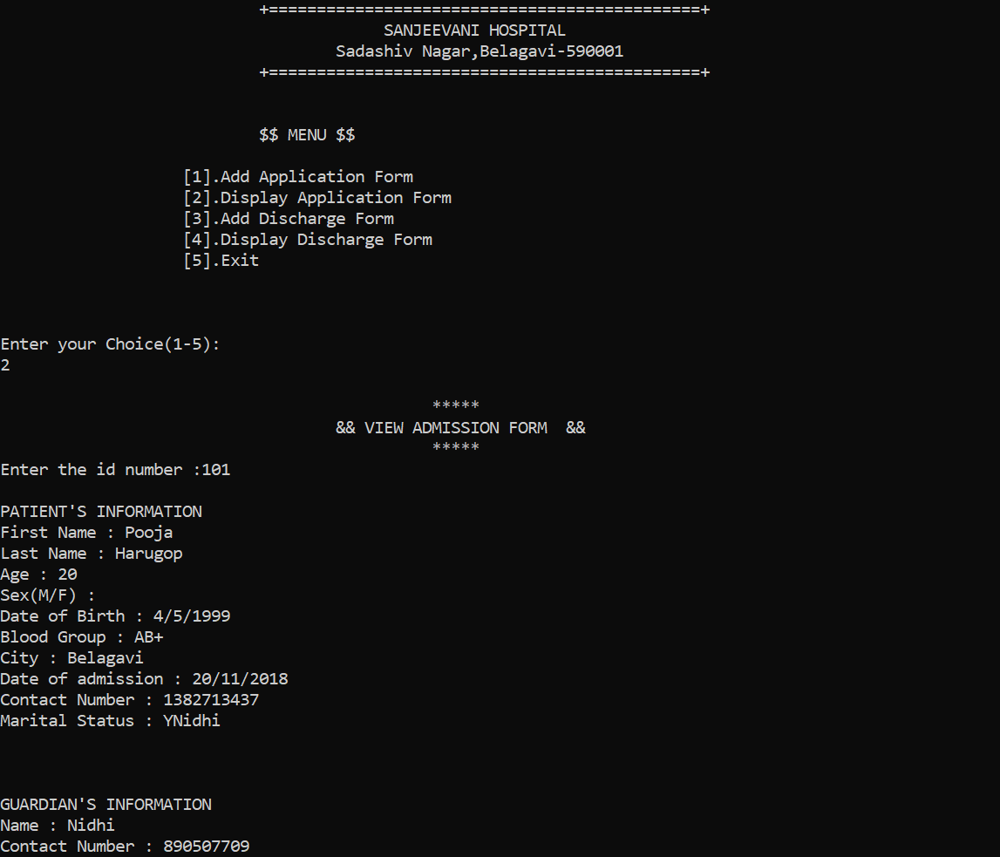 +=============================================+
SANJEEVANI HOSPITAL
Sadashiv Nagar,Belagavi-590001
+=============================================+
$$ MENU $$
[1].Add Application Form
[2].Display Application Form
[3].Add Discharge Form
[4].Display Discharge Form
[5].Exit
Enter your Choice(1-5):
2
*****
&& VIEW ADMISSION FORM  &&
*****
Enter the id number :101
PATIENT'S INFORMATION
First Name : Pooja
Last Name : Harugop
Age : 20
Sex(M/F) :
Date of Birth : 4/5/1999
Blood Group : AB+
City : Belagavi
Date of admission : 20/11/2018
Contact Number : 1382713437
Marital Status : YNidhi
GUARDIAN'S INFORMATION
Name : Nidhi
Contact Number : 890507709